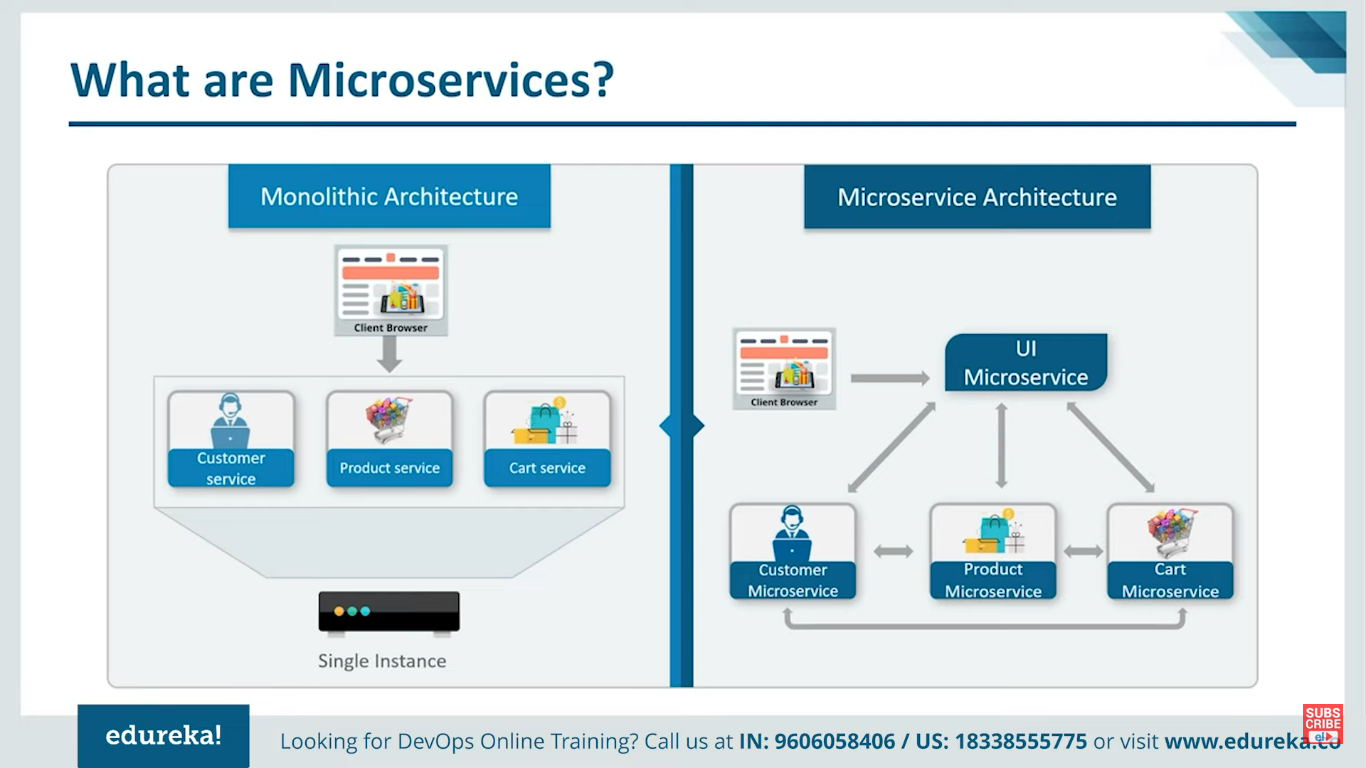 What are Microservices?
Monolithic Architecture
Client Browser
Customer
service
Product service
Cart service
Single Instance
Microservice Architecture
Client Browser
UI
Microservice
Customer
Microservice
Product
Microservice
Cart
Microservice
edureka!
Looking for DevOps Online Training? Call us at IN: 9606058406 / US: 18338555775 or visit www.edureka.co
SUBS
CRIBE